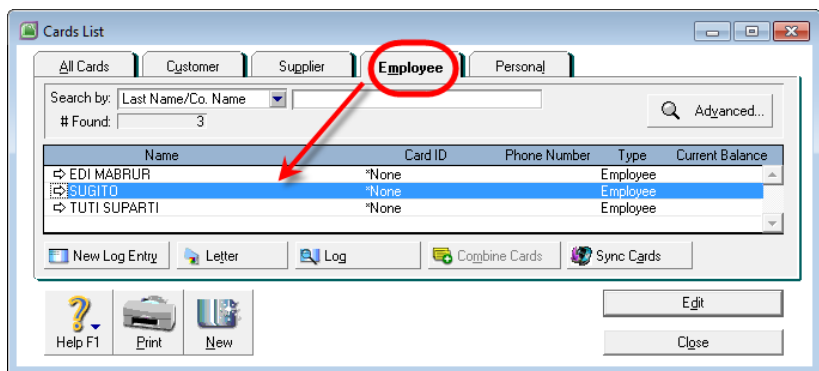 Cards List
All Cards Customer Supplier Employee Personal
Search by: Last Name/Co. Name
Advanced...
# Found: 3
Name Card ID Phone Number Type Current Balance
EDI MABRUR *None Employee
SUGITO *None Employee
TUTI SUPARTI *None Employee
New Log Entry Letter Log Combine Cards Sync Cards
Edit
Help F1 Print New Close